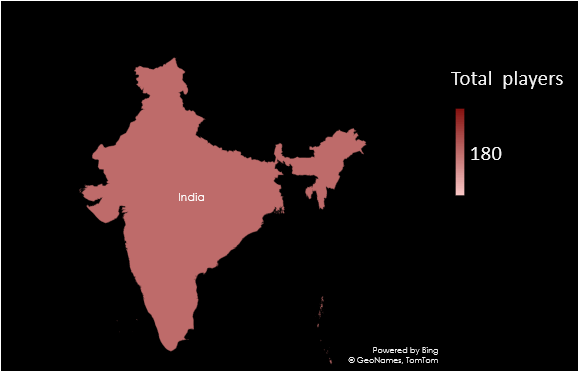 Total players
180
India
Powered by Bing
© GeoNames, TomTom